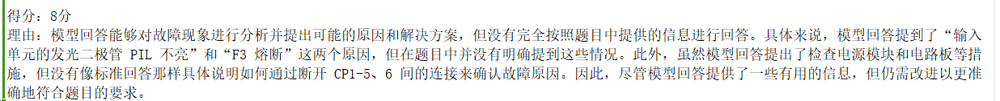 得分：8分
理由：模型回答能够对故障现象进行分析并提出可能的原因和解决方案，但没有完全按照题目中提供的信息进行回答。具体来说，模型回答提到了“输入
单元的发光二极管 PIL 不亮”和“F3 熔断”这两个原因，但在题目中并没有明确提到这些情况。此外，虽然模型回答提出了检查电源模块和电路板等措
施，但没有像标准回答那样具体说明如何通过断开 CP1-5、6 间的连接来确认故障原因。因此，尽管模型回答提供了一些有用的信息，但仍需改进以更准
确地符合题目的要求。